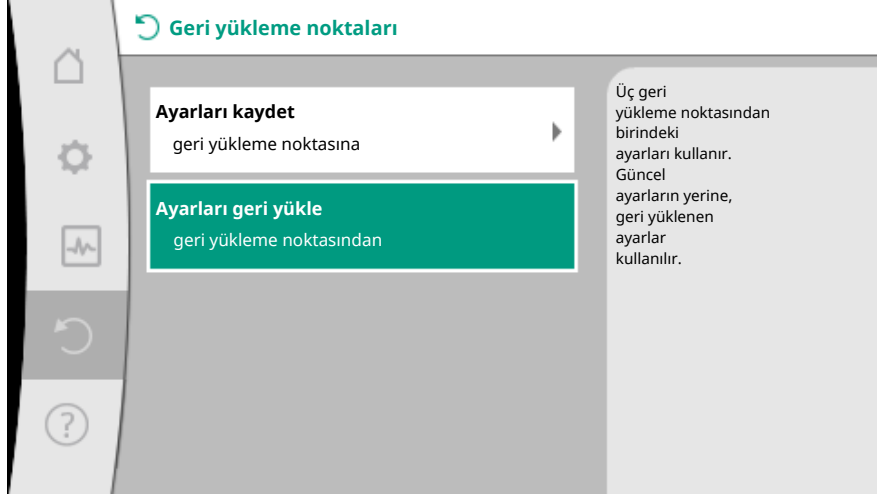 Geri yükleme noktaları
Ayarları kaydet
geri yükleme noktasına
Ayarları geri yükle
geri yükleme noktasından
Üç geri
yükleme noktasından
birindeki
ayarları kullanır.
Güncel
ayarların yerine,
geri yüklenen
ayarlar
kullanılır.
?